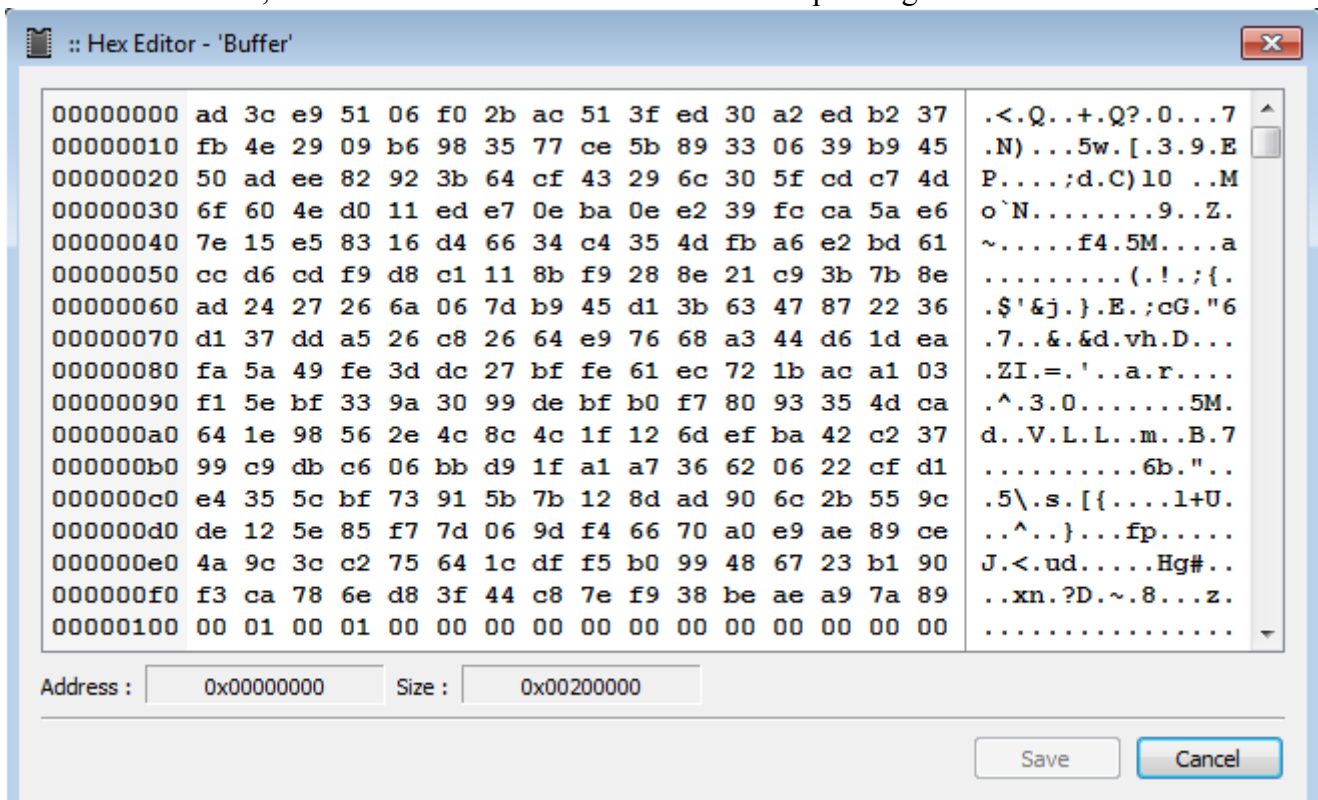 :: Hex Editor - 'Buffer'
00000000 ad 3c e9 51 06 f0 2b ac 51 3f ed 30 a2 ed b2 37 .<.Q..+.Q?.0...7
00000010 fb 4e 29 09 b6 98 35 77 ce 5b 89 33 06 39 b9 45 .N)...5w.[.3.9.E
00000020 50 ad ee 82 92 3b 64 cf 43 29 6c 30 5f cd c7 4d P....;d.C)l0 ..M
00000030 6f 60 4e d0 11 ed e7 0e ba 0e e2 39 fc ca 5a e6 o`N........9..Z.
00000040 7e 15 e5 83 16 d4 66 34 c4 35 4d fb a6 e2 bd 61 ~.....f4.5M....a
00000050 cc d6 cd f9 d8 c1 11 8b f9 28 8e 21 c9 3b 7b 8e .........(.!.;{.
00000060 ad 24 27 26 6a 06 7d b9 45 d1 3b 63 47 87 22 36 .$'&j.}.E.;cG."6
00000070 d1 37 dd a5 26 c8 26 64 e9 76 68 a3 44 d6 1d ea .7..&.&d.vh.D...
00000080 fa 5a 49 fe 3d dc 27 bf fe 61 ec 72 1b ac a1 03 .ZI.=.'..a.r....
00000090 f1 5e bf 33 9a 30 99 de bf b0 f7 80 93 35 4d ca .^.3.0.......5M.
000000a0 64 1e 98 56 2e 4c 8c 4c 1f 12 6d ef ba 42 c2 37 d..V.L.L..m..B.7
000000b0 99 c9 db c6 06 bb d9 1f a1 a7 36 62 06 22 cf d1 ..........6b."..
000000c0 e4 35 5c bf 73 91 5b 7b 12 8d ad 90 6c 2b 55 9c .5\.s.[{....l+U.
000000d0 de 12 5e 85 f7 7d 06 9d f4 66 70 a0 e9 ae 89 ce ..^..}...fp.....
000000e0 4a 9c 3c c2 75 64 1c df f5 b0 99 48 67 23 b1 90 J.<.ud.....Hg#..
000000f0 f3 ca 78 6e d8 3f 44 c8 7e f9 38 be ae a9 7a 89 ..xn.?D.~.8...z.
00000100 00 01 00 01 00 00 00 00 00 00 00 00 00 00 00 00 ................
Address : 0x00000000 Size : 0x00200000
Save Cancel